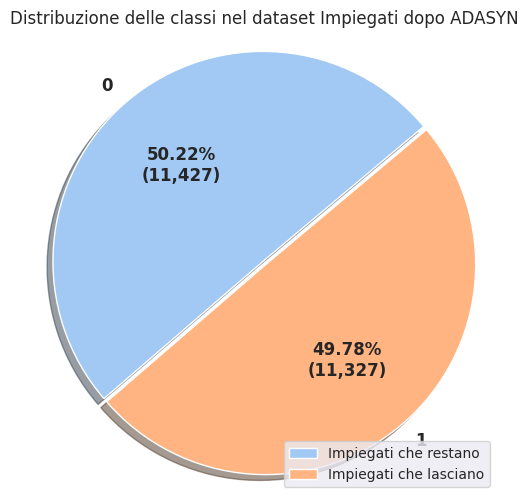 Distribuzione delle classi nel dataset Impiegati dopo ADASYN
0
50.22%
(11,427)
49.78%
(11,327)
1
Impiegati che restano
Impiegati che lasciano